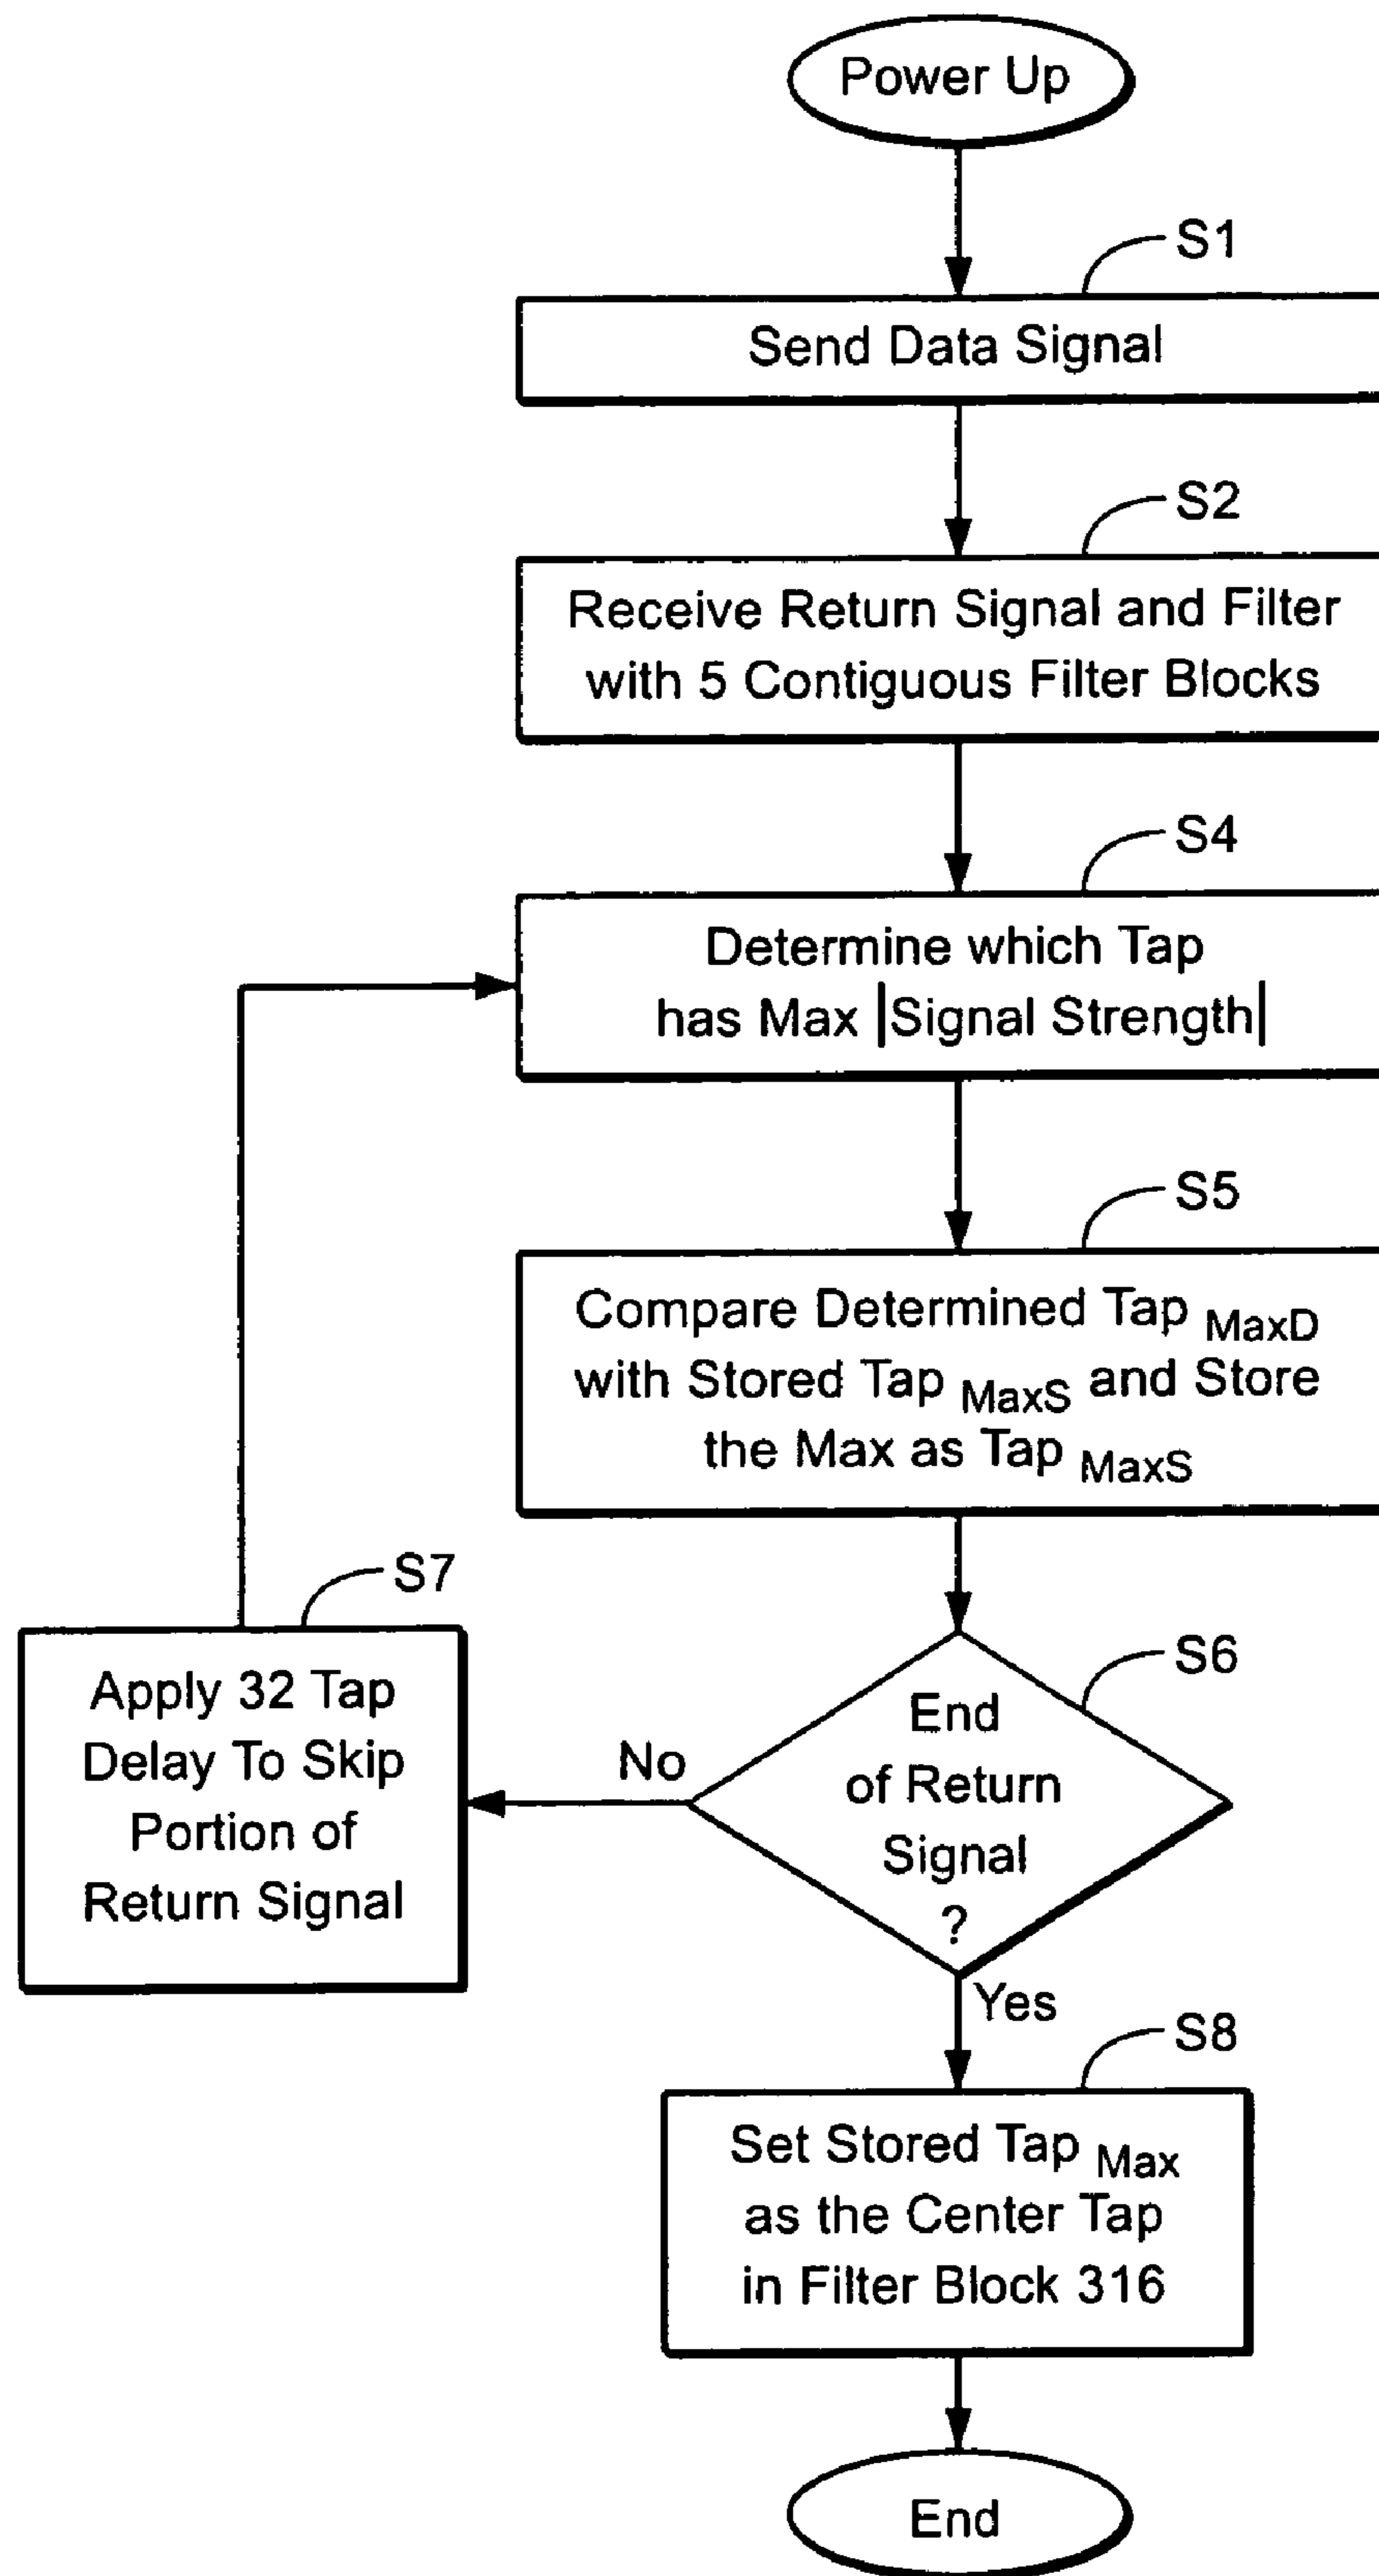 Power Up
S1
Send Data Signal
S2
Receive Return Signal and Filter
with 5 Contiguous Filter Blocks
S4
Determine which Tap
has Max |Signal Strength|
S5
Compare Determined Tap MaxD
with Stored Tap MaxS and Store
the Max as Tap MaxS
S7
Apply 32 Tap
Delay To Skip
Portion of
Return Signal
No
S6
End
of Return
Signal
?
Yes
S8
Set Stored Tap Max
as the Center Tap
in Filter Block 316
End